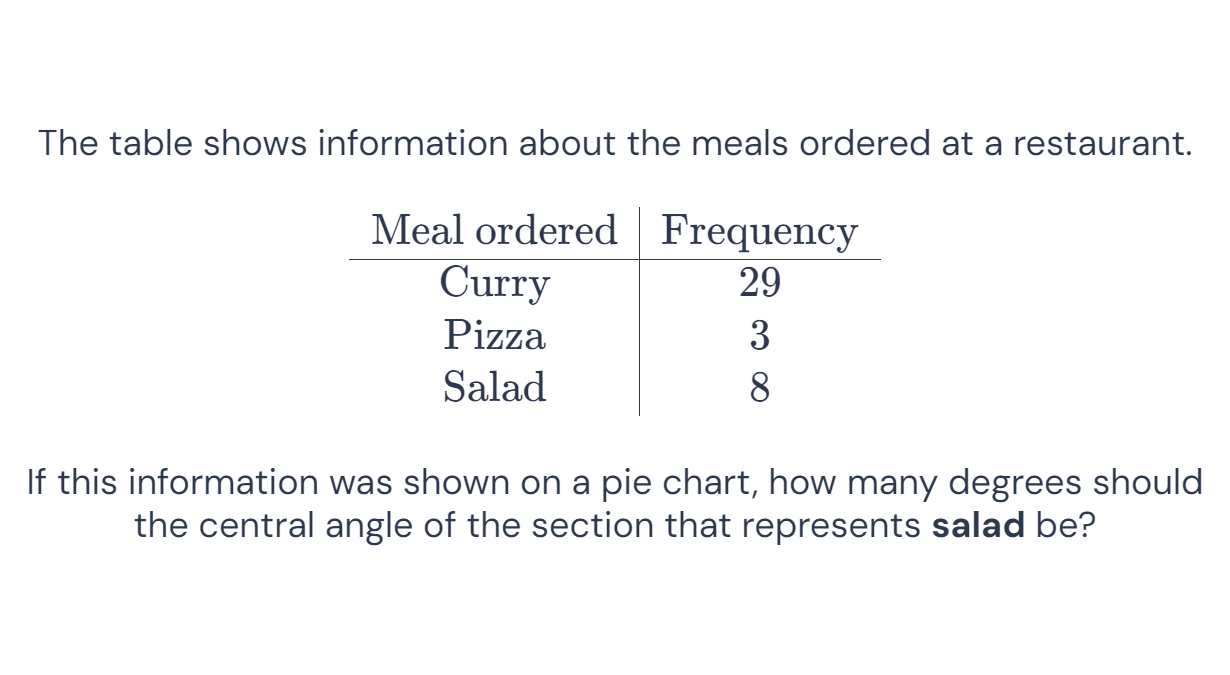 The table shows information about the meals ordered at a restaurant.
Meal ordered Frequency
Curry 29
Pizza 3
Salad 8
If this information was shown on a pie chart, how many degrees should
the central angle of the section that represents salad be?